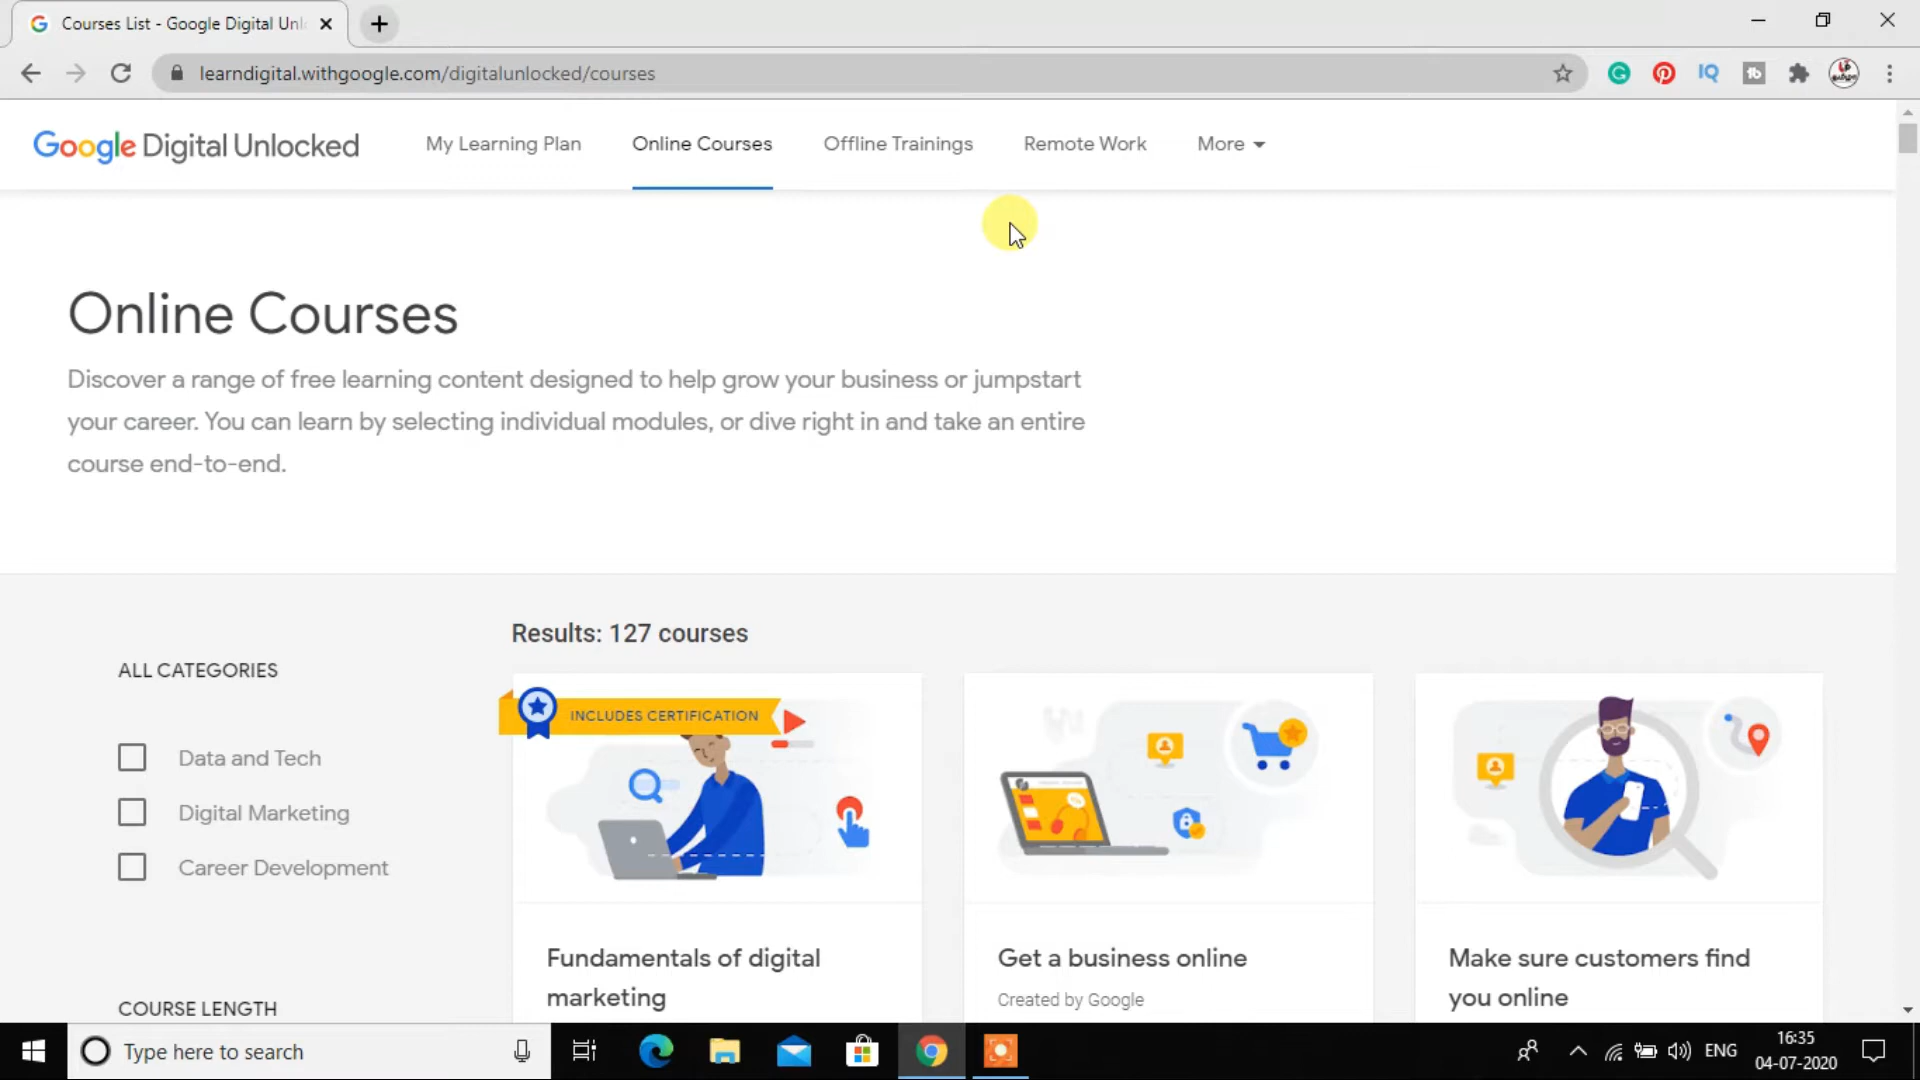 Courses List - Google Digital Unl
learndigital.withgoogle.com/digitalunlocked/courses
Google Digital Unlocked
My Learning Plan
Online Courses
Offline Trainings
Remote Work
More
Online Courses
Discover a range of free learning content designed to help grow your business or jumpstart
your career. You can learn by selecting individual modules, or dive right in and take an entire
course end-to-end.
Results: 127 courses
ALL CATEGORIES
Data and Tech
Digital Marketing
Career Development
COURSE LENGTH
INCLUDES CERTIFICATION
Fundamentals of digital
marketing
Get a business online
Created by Google
Make sure customers find
you online
Type here to search
ENG
16:35
04-07-2020